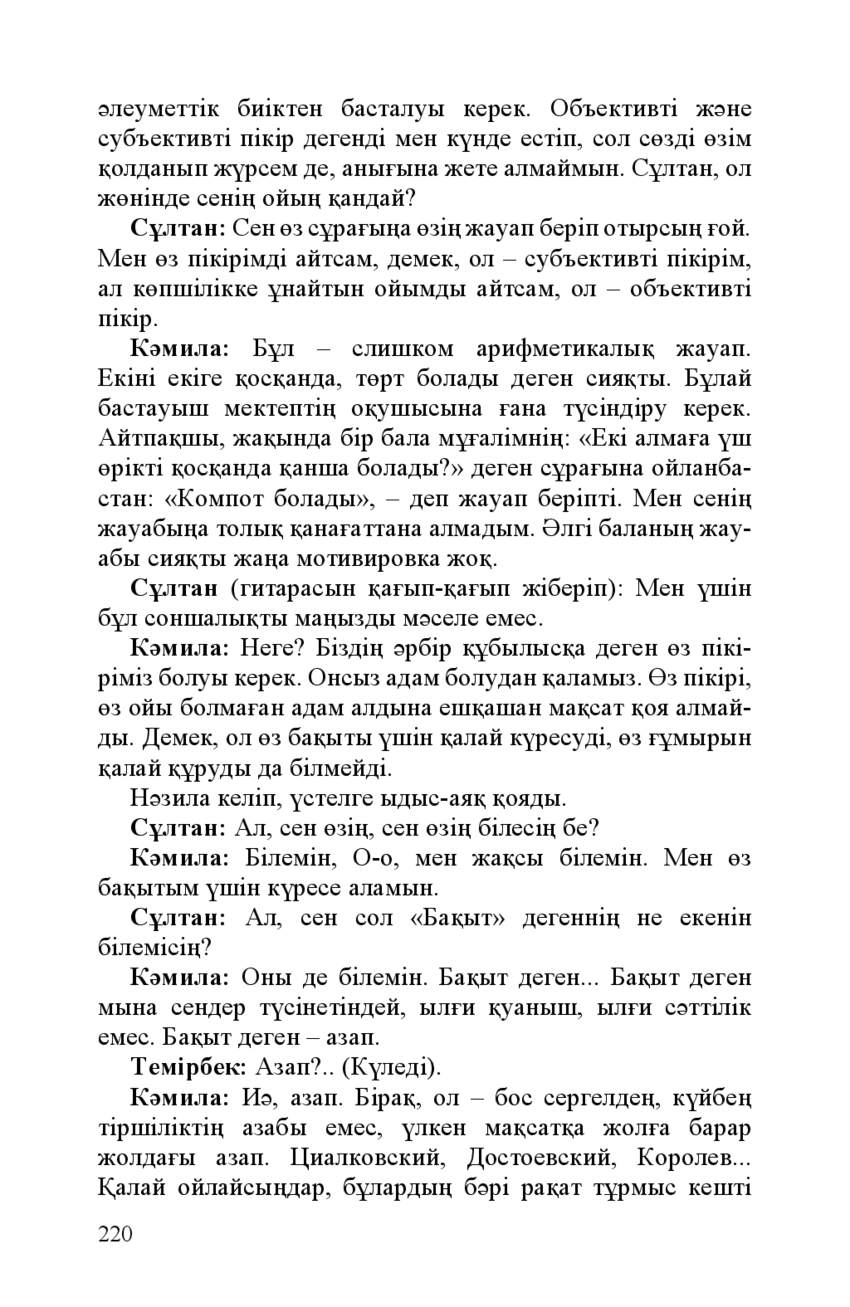 әлеуметтік биіктен басталуы керек. Объективті және
субъективті пікір дегенді мен күнде естіп, сол сөзді өзім
қолданып жүрсем де, анығына жете алмаймын. Сұлтан, ол
жөнінде сенің ойың қандай?
Сұлтан: Сен өз сұрағыңа өзің жауап беріп отырсың ғой.
Мен өз пікірімді айтсам, демек, ол – субъективті пікірім,
ал көпшілікке ұнайтын ойымды айтсам, ол – объективті
пікір.
Кәмила: Бұл – слишком арифметикалық жауап.
Екіні екіге қосқанда, төрт болады деген сияқты. Бұлай
бастауыш мектептің оқушысына ғана түсіндіру керек.
Айтпақшы, жақында бір бала мұғалімнің: «Екі алмаға үш
өрікті қосқанда қанша болады?» деген сұрағына ойланба-
стан: «Компот болады», – деп жауап беріпті. Мен сенің
жауабыңа толық қанағаттана алмадым. Әлгі баланың жау-
абы сияқты жаңа мотивировка жоқ.
Сұлтан (гитарасын қағып-қағып жіберіп): Мен үшін
бұл соншалықты маңызды мәселе емес.
Кәмила: Неге? Біздің әрбір құбылысқа деген өз пікі-
ріміз болуы керек. Онсыз адам болудан қаламыз. Өз пікірі,
өз ойы болмаған адам алдына ешқашан мақсат қоя алмай-
ды. Демек, ол өз бақыты үшін қалай күресуді, өз ғұмырын
қалай құруды да білмейді.
Нәзила келіп, үстелге ыдыс-аяқ қояды.
Сұлтан: Ал, сен өзің, сен өзің білесің бе?
Кәмила: Білемін, О-о, мен жақсы білемін. Мен өз
бақытым үшін күресе аламын.
Сұлтан: Ал, сен сол «Бақыт» дегеннің не екенін
білемісің?
Кәмила: Оны де білемін. Бақыт деген... Бақыт деген
мына сендер түсінетіндей, ылғи қуаныш, ылғи сәттілік
емес. Бақыт деген – азап.
Темірбек: Азап?.. (Күледі).
Кәмила: Иә, азап. Бірақ, ол – бос сергелдең, күйбең
тіршіліктің азабы емес, үлкен мақсатқа жолға барар
жолдағы азап. Циалковский, Достоевский, Королев...
Қалай ойлайсыңдар, бұлардың бәрі рақат тұрмыс кешті
220